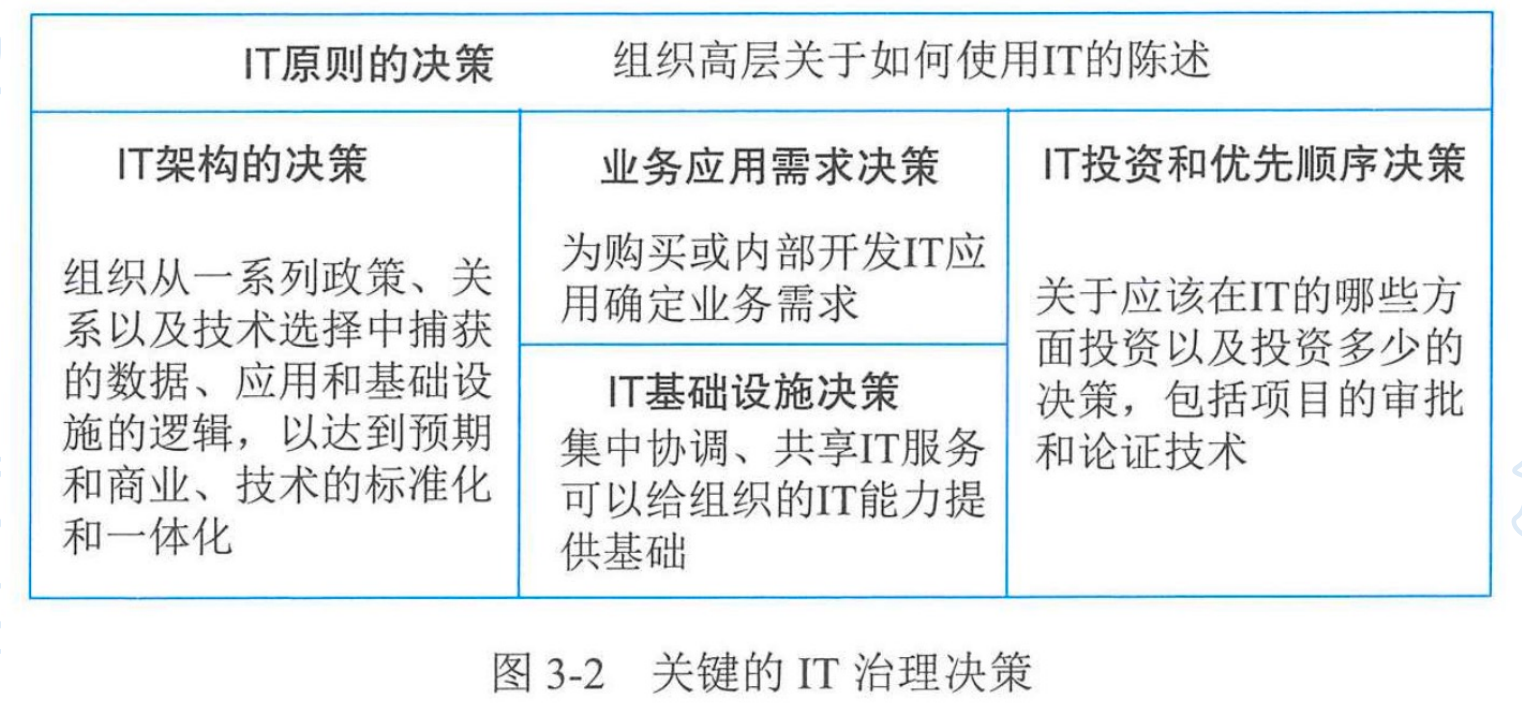 IT原则的决策 组织高层关于如何使用IT的陈述
IT架构的决策
组织从一系列政策、关
系以及技术选择中捕获
的数据、应用和基础设
施的逻辑，以达到预期
和商业、技术的标准化
和一体化
业务应用需求决策
为购买或内部开发IT应
用确定业务需求
IT基础设施决策
集中协调、共享IT服务
可以给组织的IT能力提
供基础
IT投资和优先顺序决策
关于应该在IT的哪些方
面投资以及投资多少的
决策，包括项目的审批
和论证技术
图 3-2 关键的 IT 治理决策